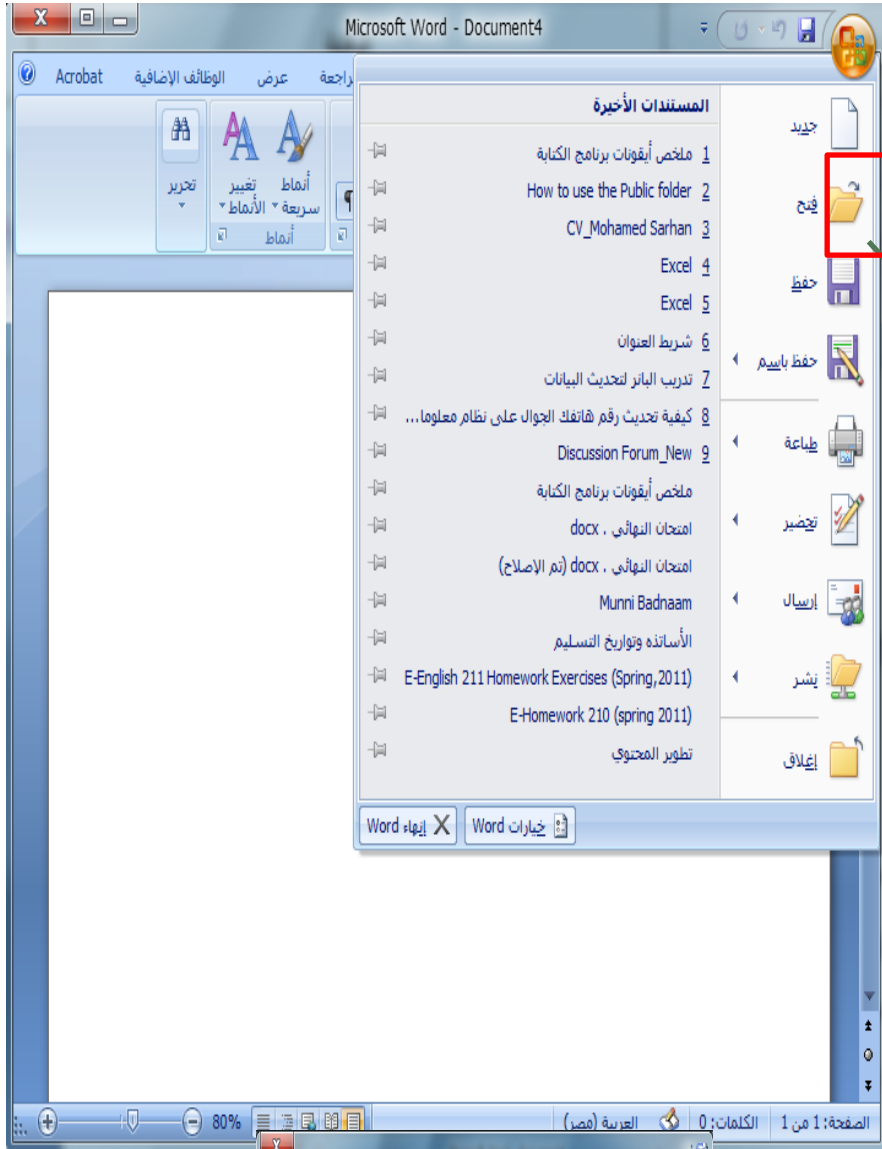 Microsoft Word - Document4
راجعة
عرض
الوظائف الإضافية
Acrobat
أنماط سريعة
تغيير الأنماط
تحرير
أنماط
جديد
فتح
حفظ
حفظ باسم
طباعة
تحضير
إرسال
نشر
إغلاق
المستندات الأخيرة
1 ملخص أيقونات برنامج الكتابة
2 How to use the Public folder
3 CV_Mohamed Sarhan
4 Excel
5 Excel
6 شريط العنوان
7 تدريب البانر لتحديث البيانات
8 كيفية تحديث رقم هاتفك الجوال على نظام معلوما...
9 Discussion Forum_New
ملخص أيقونات برنامج الكتابة
امتحان النهائي . docx
امتحان النهائي . docx (تم الإصلاح)
Munni Badnaam
الأساتذه وتواريخ التسليم
E-English 211 Homework Exercises (Spring,2011)
E-Homework 210 (spring 2011)
تطوير المحتوي
خيارات Word
إنهاء Word
الصفحة: 1 من 1
الكلمات: 0
العربية (مصر)
80%